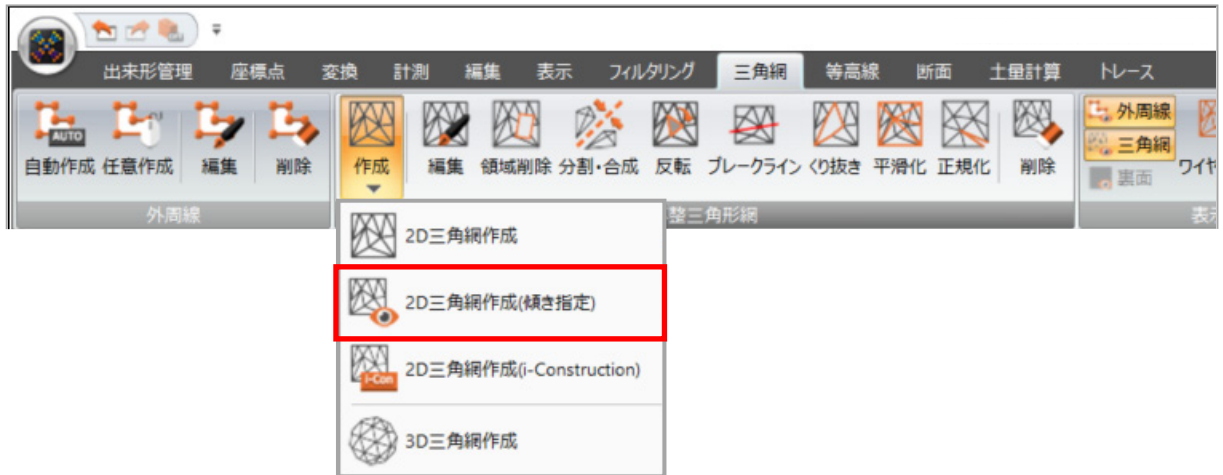 出来形管理 座標点 変換 計測 編集 表示 フィルタリング 三角網 等高線 断面 土量計算 トレース
AUTO
自動作成 任意作成 編集 削除 作成 編集 領域削除 分割・合成 反転 ブレークライン くり抜き 平滑化 正規化 削除
外周線
三角網
裏面
外周線 整三角形網
2D三角網作成
2D三角網作成(傾き指定)
i-Con
2D三角網作成(i-Construction)
3D三角網作成